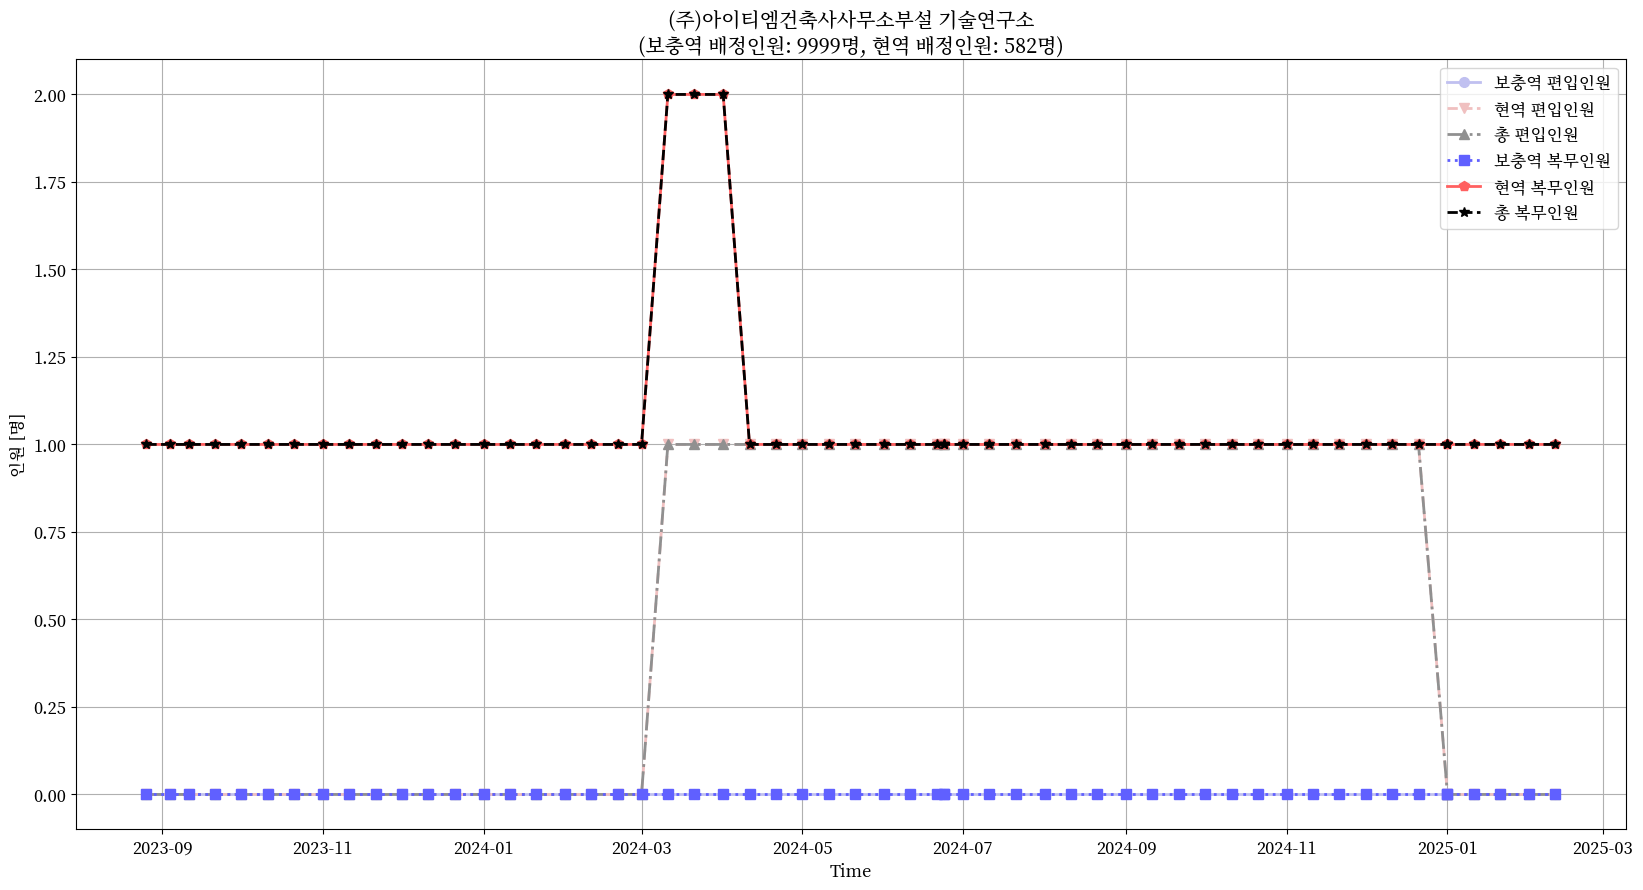 (주)아이티엠건축사사무소부설 기술연구소
(보충역 배정인원: 9999명, 현역 배정인원: 582명)
보충역 편입인원
현역 편입인원
총 편입인원
보충역 복무인원
현역 복무인원
총 복무인원
인원 [명]
2.00
1.75
1.50
1.25
1.00
0.75
0.50
0.25
0.00
2023-09
2023-11
2024-01
2024-03
2024-05
2024-07
2024-09
2024-11
2025-01
2025-03
Time